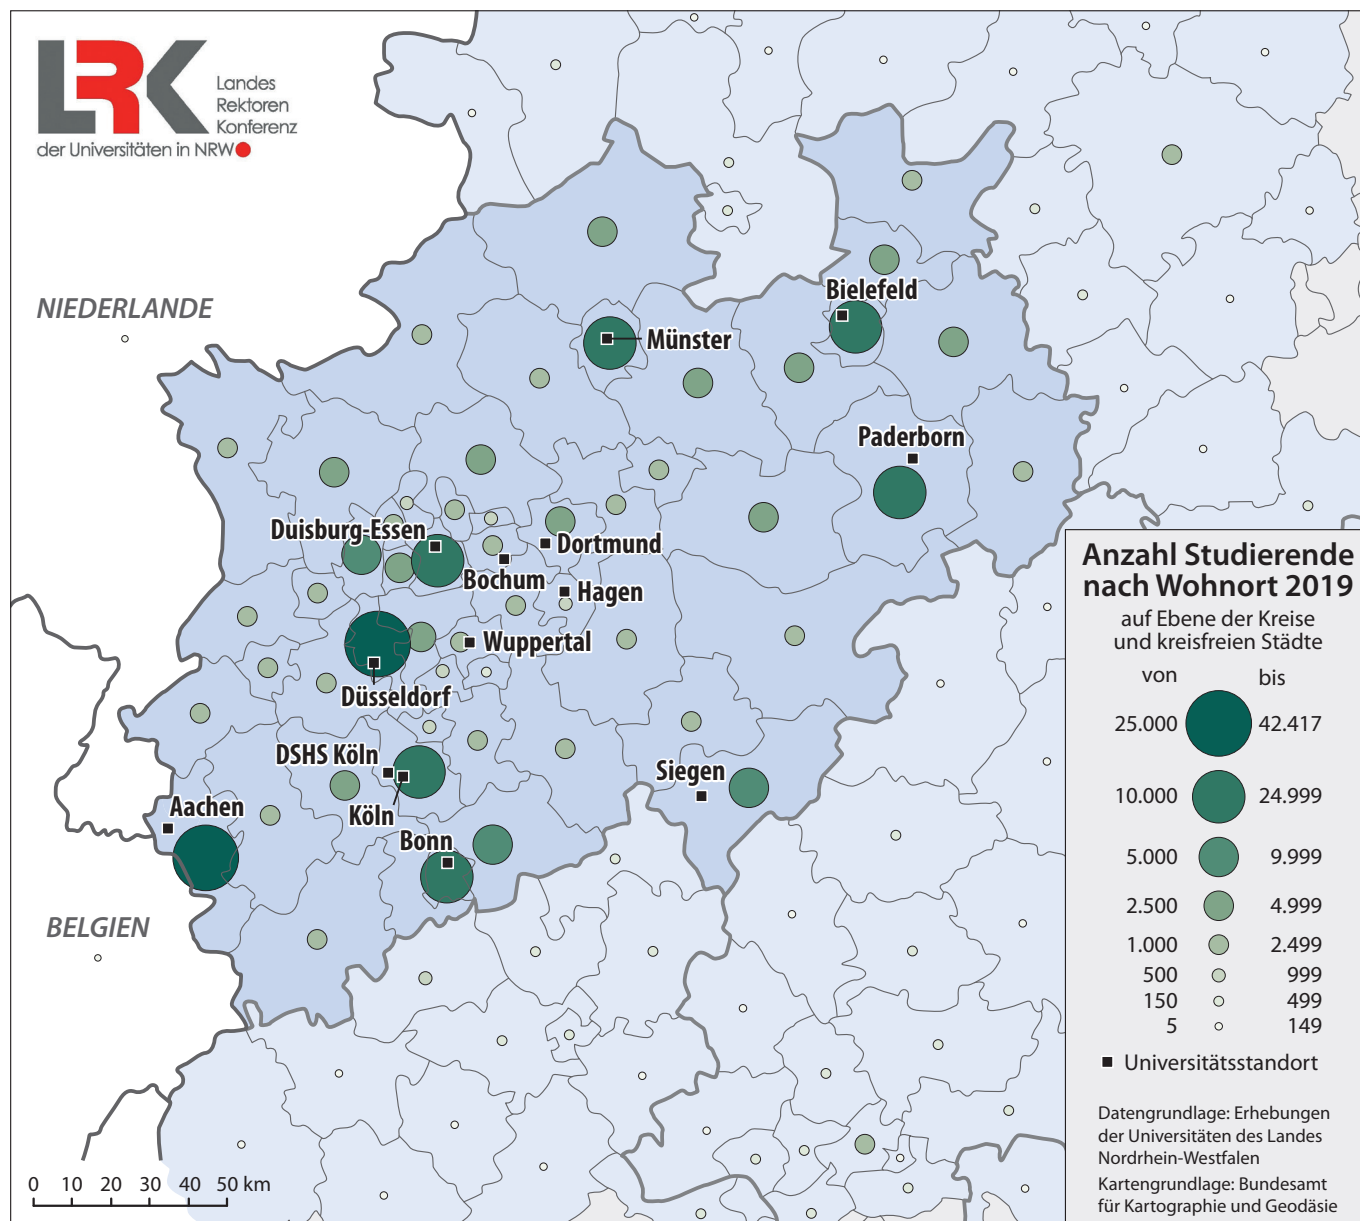 LRK
Landes
Rektoren
Konferenz
der Universitäten in NRW
NIEDERLANDE
Bielefeld
Münster
Paderborn
Duisburg-Essen
Dortmund
Bochum
Hagen
Wuppertal
Düsseldorf
DSHS Köln
Köln
Siegen
Aachen
Bonn
BELGIEN
Anzahl Studierende
nach Wohnort 2019
auf Ebene der Kreise
und kreisfreien Städte
von bis
25.000 42.417
10.000 24.999
5.000 9.999
2.500 4.999
1.000 2.499
500 999
150 499
5 149
Universitätsstandort
Datengrundlage: Erhebungen
der Universitäten des Landes
Nordrhein-Westfalen
Kartengrundlage: Bundesamt
für Kartographie und Geodäsie
0 10 20 30 40 50 km